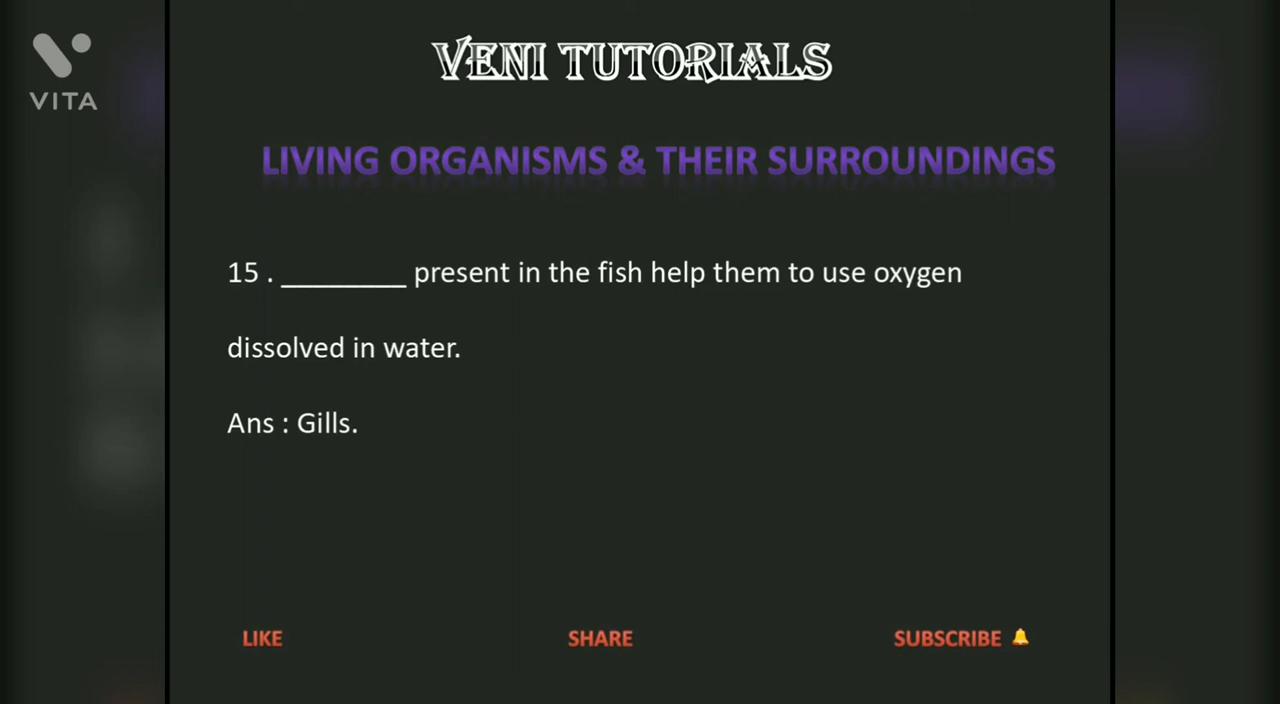 VITA
VENI TUTORIALS
LIVING ORGANISMS & THEIR SURROUNDINGS
15 . ________ present in the fish help them to use oxygen
dissolved in water.
Ans : Gills.
LIKE SHARE SUBSCRIBE 🔔